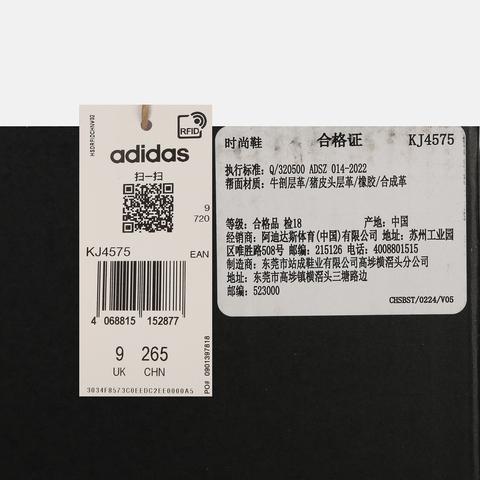 HSDRFIDCHNV02
RFID
adidas
扫一扫
9
720
KJ4575
EAN
4 068815 152877
9 265
UK CHN
PO# 0901397818
3034F8573C0EEDC2EE0000A5
时尚鞋 合格证 KJ4575
执行标准: Q/320500 ADSZ 014-2022
帮面材质: 牛剖层革/猪皮头层革/橡胶/合成革
等级: 合格品 检18 产地: 中国
经销商: 阿迪达斯体育(中国)有限公司 地址: 苏州工业园
区唯胜路508号 邮编: 215126 电话: 4008801515
制造商: 东莞市站成鞋业有限公司高埗横滘头分公司
地址: 东莞市高埗镇横滘头三塘路边
邮编: 523000
CHSBST/0224/V05